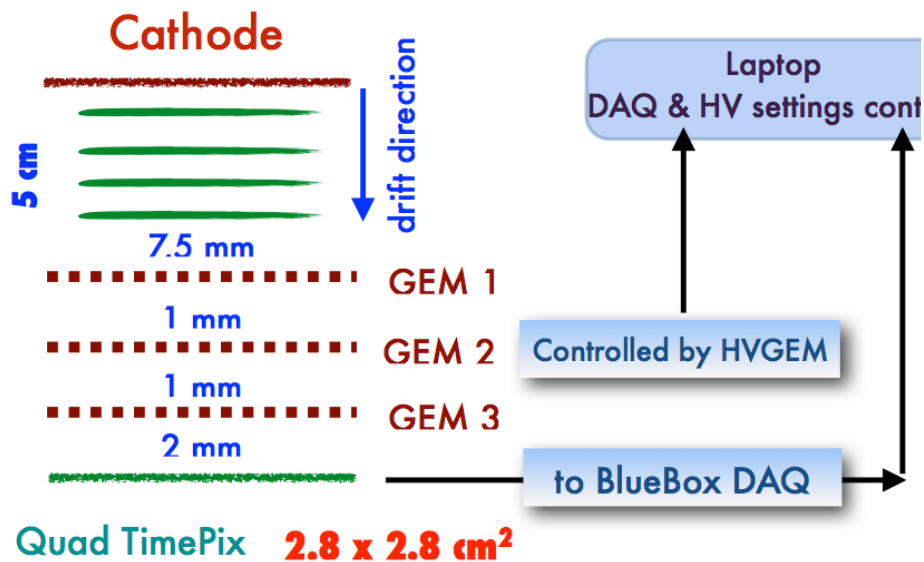 Cathode
5 cm
drift direction
7.5 mm
GEM 1
1 mm
GEM 2
1 mm
GEM 3
2 mm
Quad TimePix 2.8 x 2.8 cm²
Laptop
DAQ & HV settings cont
Controlled by HVGEM
to BlueBox DAQ